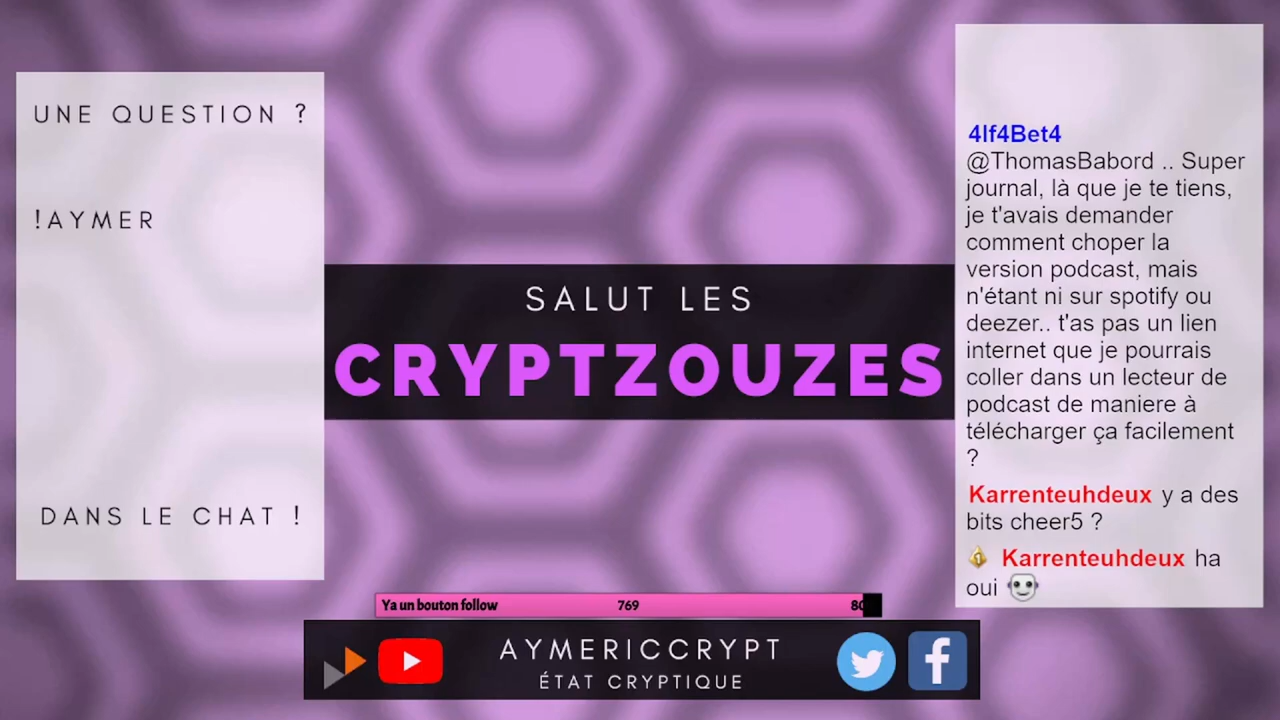 UNE QUESTION ?
!AYMER
DANS LE CHAT !
SALUT LES
CRYPTZOUZES
4lf4Bet4
@ThomasBabord .. Super
journal, là que je te tiens,
je t'avais demander
comment choper la
version podcast, mais
n'étant ni sur spotify ou
deezer.. t'as pas un lien
internet que je pourrais
coller dans un lecteur de
podcast de maniere à
télécharger ça facilement
?
Karrenteuhdeux y a des
bits cheer5 ?
1 Karrenteuhdeux ha
oui
Ya un bouton follow 769
AYMERICCRYPT
ÉTAT CRYPTIQUE